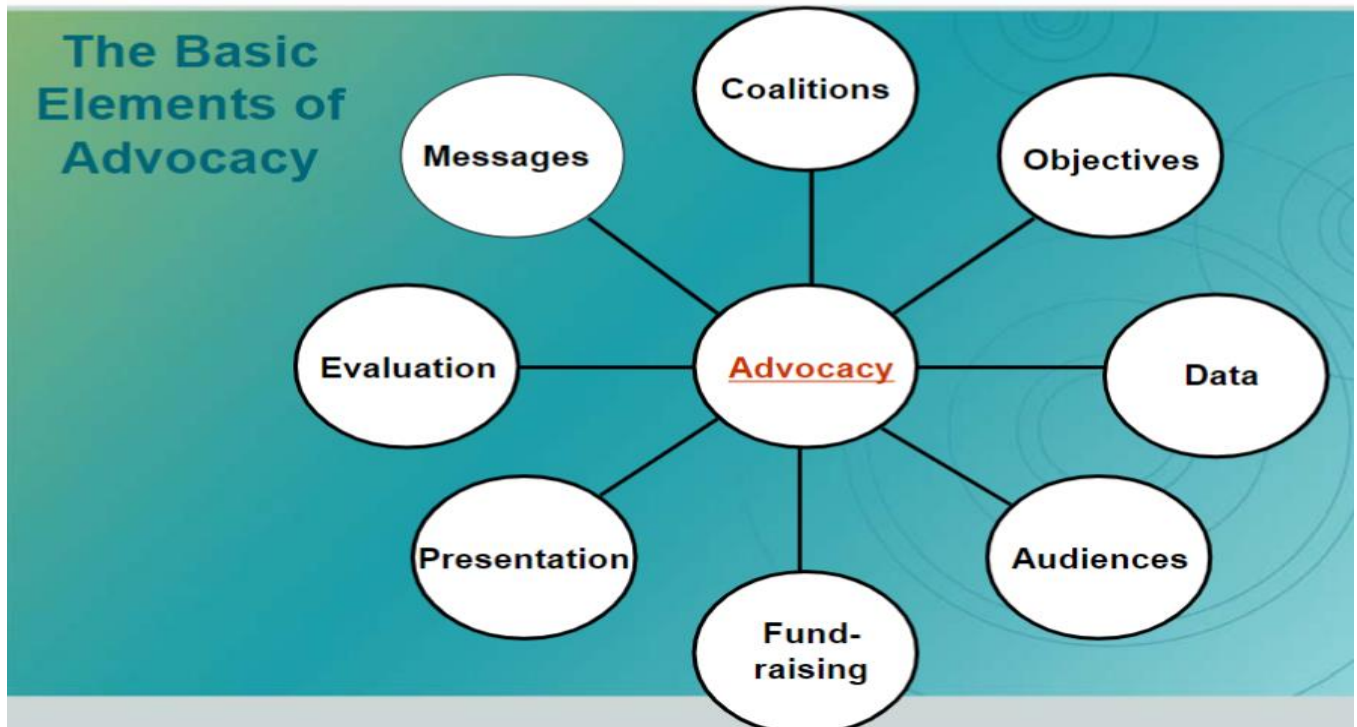 The Basic
Elements of
Advocacy
Coalitions
Messages
Objectives
Evaluation
Advocacy
Data
Presentation
Audiences
Fund-
raising